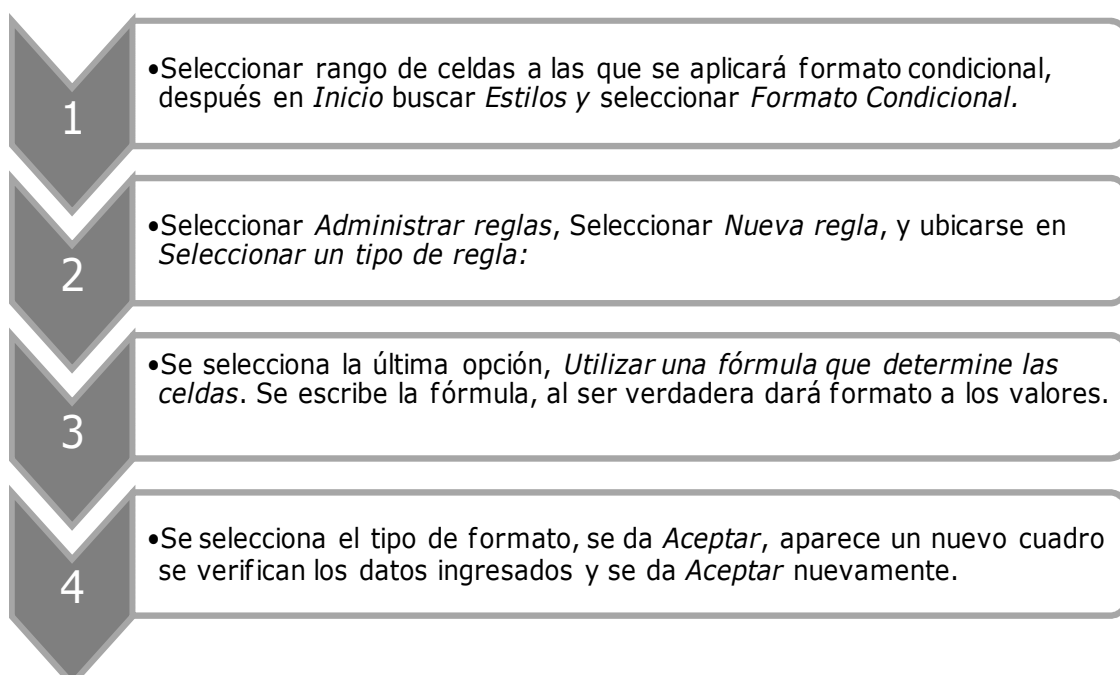 1
•Seleccionar rango de celdas a las que se aplicará formato condicional,
después en Inicio buscar Estilos y seleccionar Formato Condicional.
2
•Seleccionar Administrar reglas, Seleccionar Nueva regla, y ubicarse en
Seleccionar un tipo de regla:
3
•Se selecciona la última opción, Utilizar una fórmula que determine las
celdas. Se escribe la fórmula, al ser verdadera dará formato a los valores.
4
•Se selecciona el tipo de formato, se da Aceptar, aparece un nuevo cuadro
se verifican los datos ingresados y se da Aceptar nuevamente.